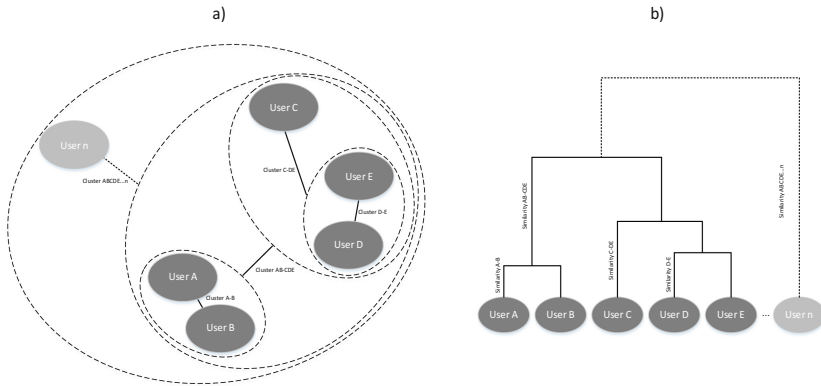 a)
User C
User n
Cluster ABCDE...n
Cluster C-DE
User E
Cluster D-E
User D
User A
Cluster AB-CDE
Cluster A-B
User B
b)
Similarity AB-CDE
Similarity ABCDE...n
Similarity A-B
Similarity C-DE
Similarity D-E
User A
User B
User C
User D
User E
...
User n